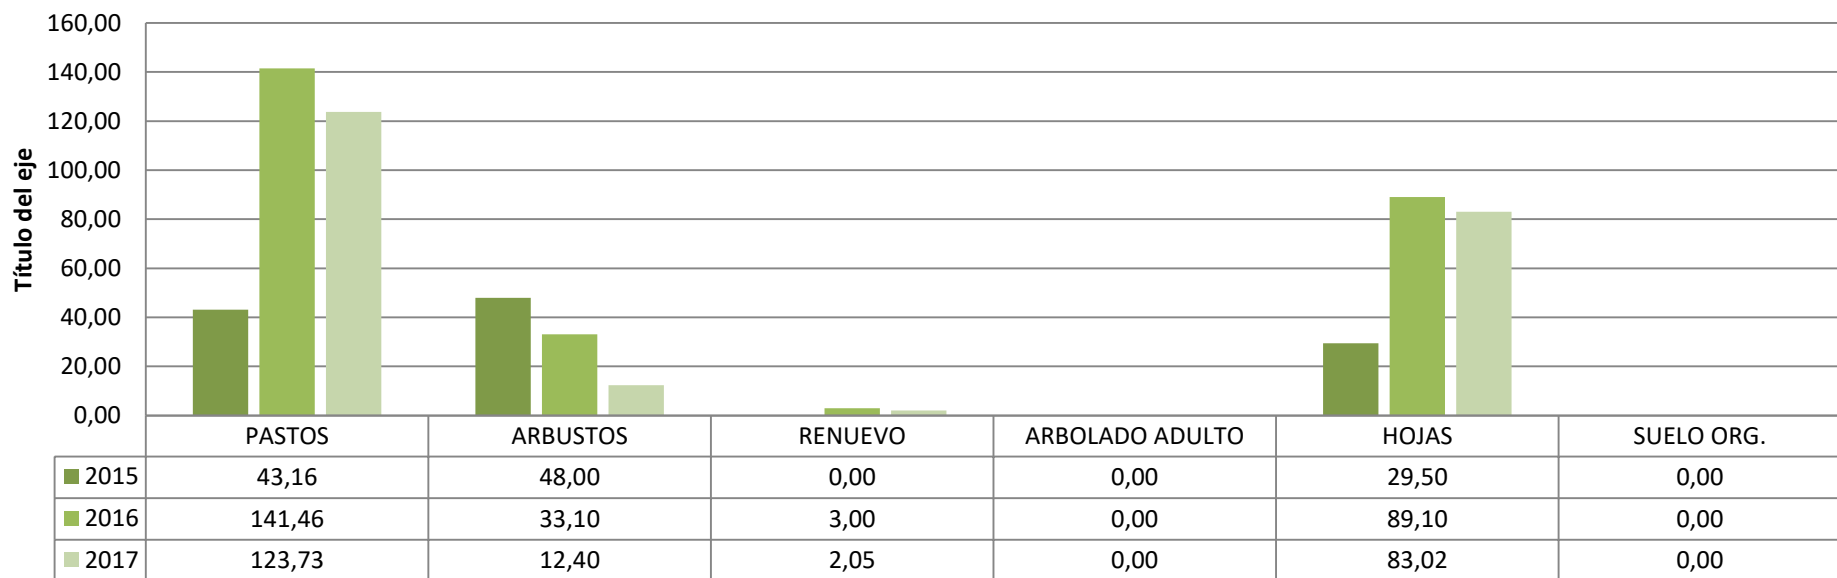 160,00
140,00
120,00
100,00
80,00
60,00
40,00
20,00
0,00
Título del eje
PASTOS ARBUSTOS RENUEVO ARBOLADO ADULTO HOJAS SUELO ORG.
2015 43,16 48,00 0,00 0,00 29,50 0,00
2016 141,46 33,10 3,00 0,00 89,10 0,00
2017 123,73 12,40 2,05 0,00 83,02 0,00